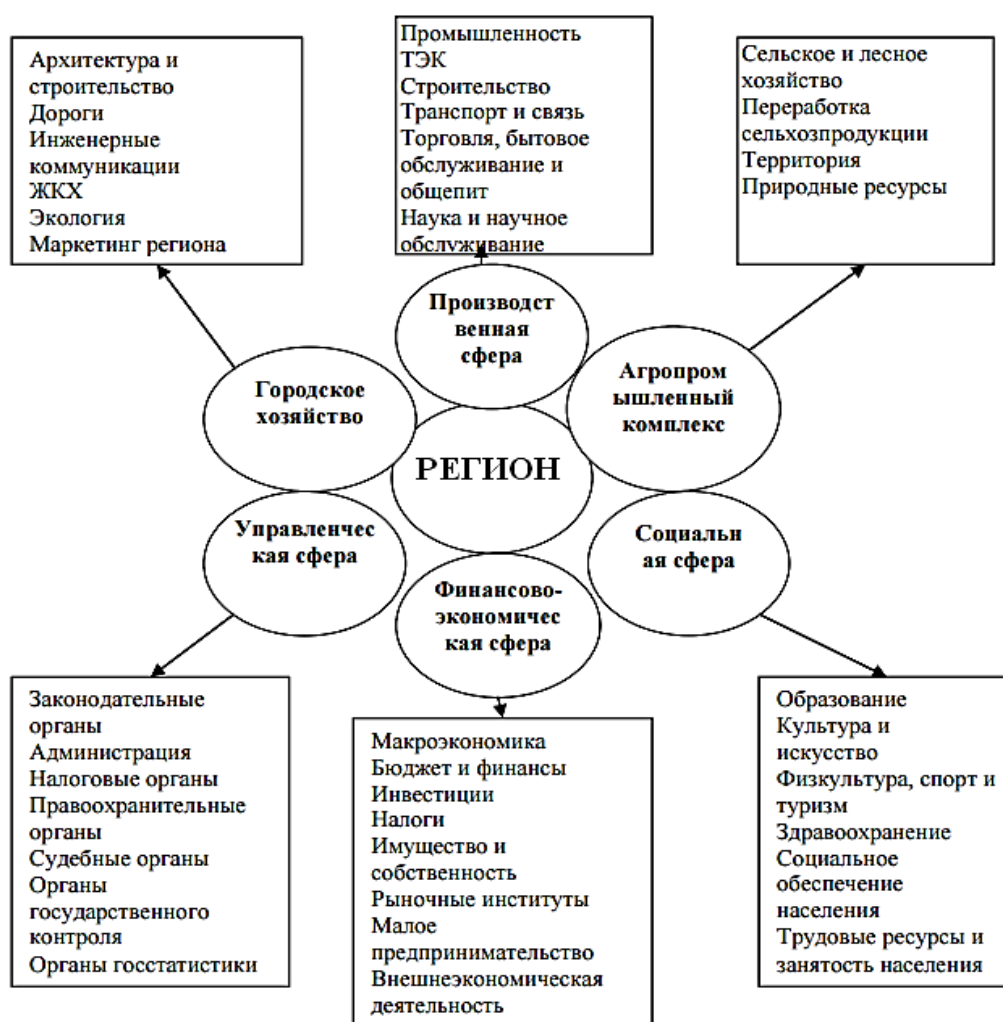 Архитектура и
строительство
Дороги
Инженерные
коммуникации
ЖКХ
Экология
Маркетинг региона
Промышленность
ТЭК
Строительство
Транспорт и связь
Торговля, бытовое
обслуживание и
общепит
Наука и научное
обслуживание
Сельское и лесное
хозяйство
Переработка
сельхозпродукции
Территория
Природные ресурсы
Производст
венная
сфера
Городское
хозяйство
Агропром
ышленный
комплекс
РЕГИОН
Управленчес
кая сфера
Социальн
ая сфера
Финансово-
экономичес
кая сфера
Законодательные
органы
Администрация
Налоговые органы
Правоохранительные
органы
Судебные органы
Органы
государственного
контроля
Органы госстатистики
Макроэкономика
Бюджет и финансы
Инвестиции
Налоги
Имущество и
собственность
Рыночные институты
Малое
предпринимательство
Внешнеэкономическая
деятельность
Образование
Культура и
искусство
Физкультура, спорт и
туризм
Здравоохранение
Социальное
обеспечение
населения
Трудовые ресурсы и
занятость населения